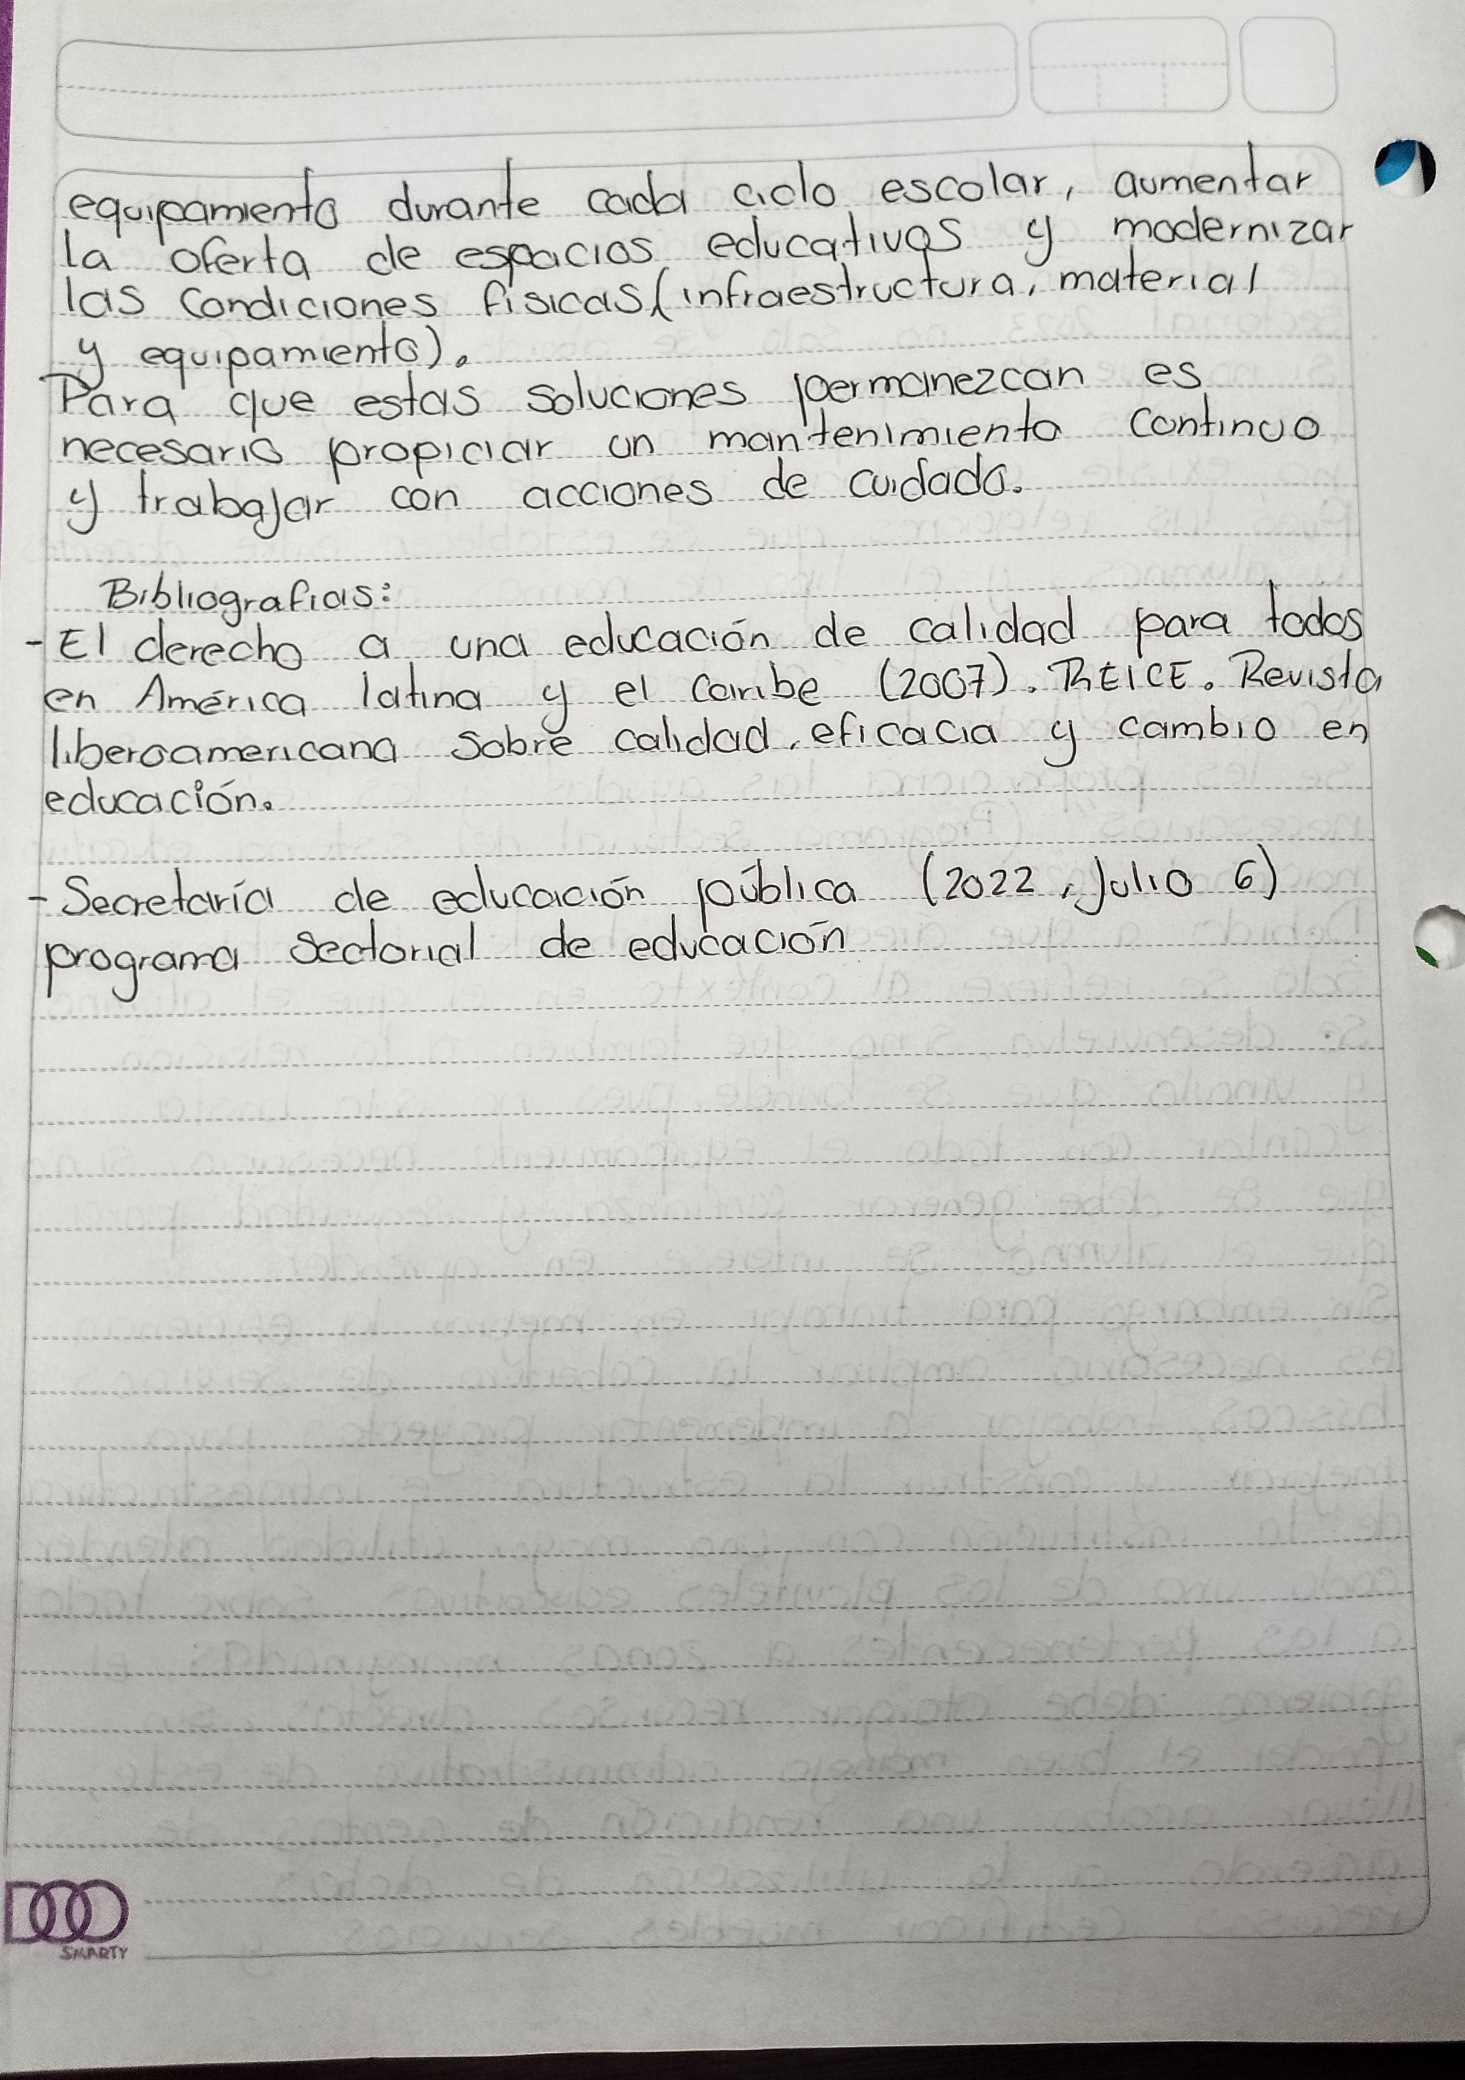 equipamiento durante cada ciclo escolar, aumentar
la oferta de espacios educativos y modernizar
las condiciones físicas (infraestructura, material
y equipamiento).
Para que estas soluciones permanezcan es
necesario propiciar un mantenimiento continuo
y trabajar con acciones de cuidado.
Bibliografias:
- El derecho a una educación de calidad para todos
en América latina y el caribe (2007). REICE. Revista
Iiberoamericana sobre calidad, eficacia y cambio en
educación.
- Secretaría de educación pública (2022, Julio 6)
programa sectorial de educación
SMARTY